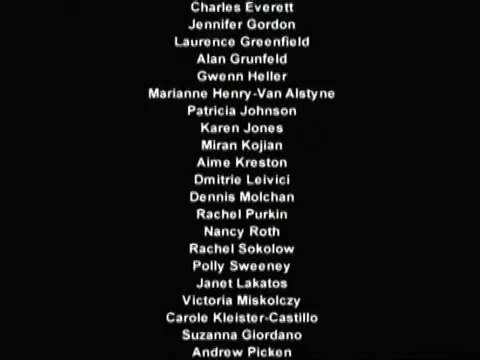 Charles Everett
Jennifer Gordon
Laurence Greenfield
Alan Grunfeld
Gwenn Heller
Marianne Henry-Van Alstyne
Patricia Johnson
Karen Jones
Miran Kojian
Aime Kreston
Dmitrie Leivici
Dennis Molchan
Rachel Purkin
Nancy Roth
Rachel Sokolow
Polly Sweeney
Janet Lakatos
Victoria Miskolczy
Carole Kleister-Castillo
Suzanna Giordano
Andrew Picken